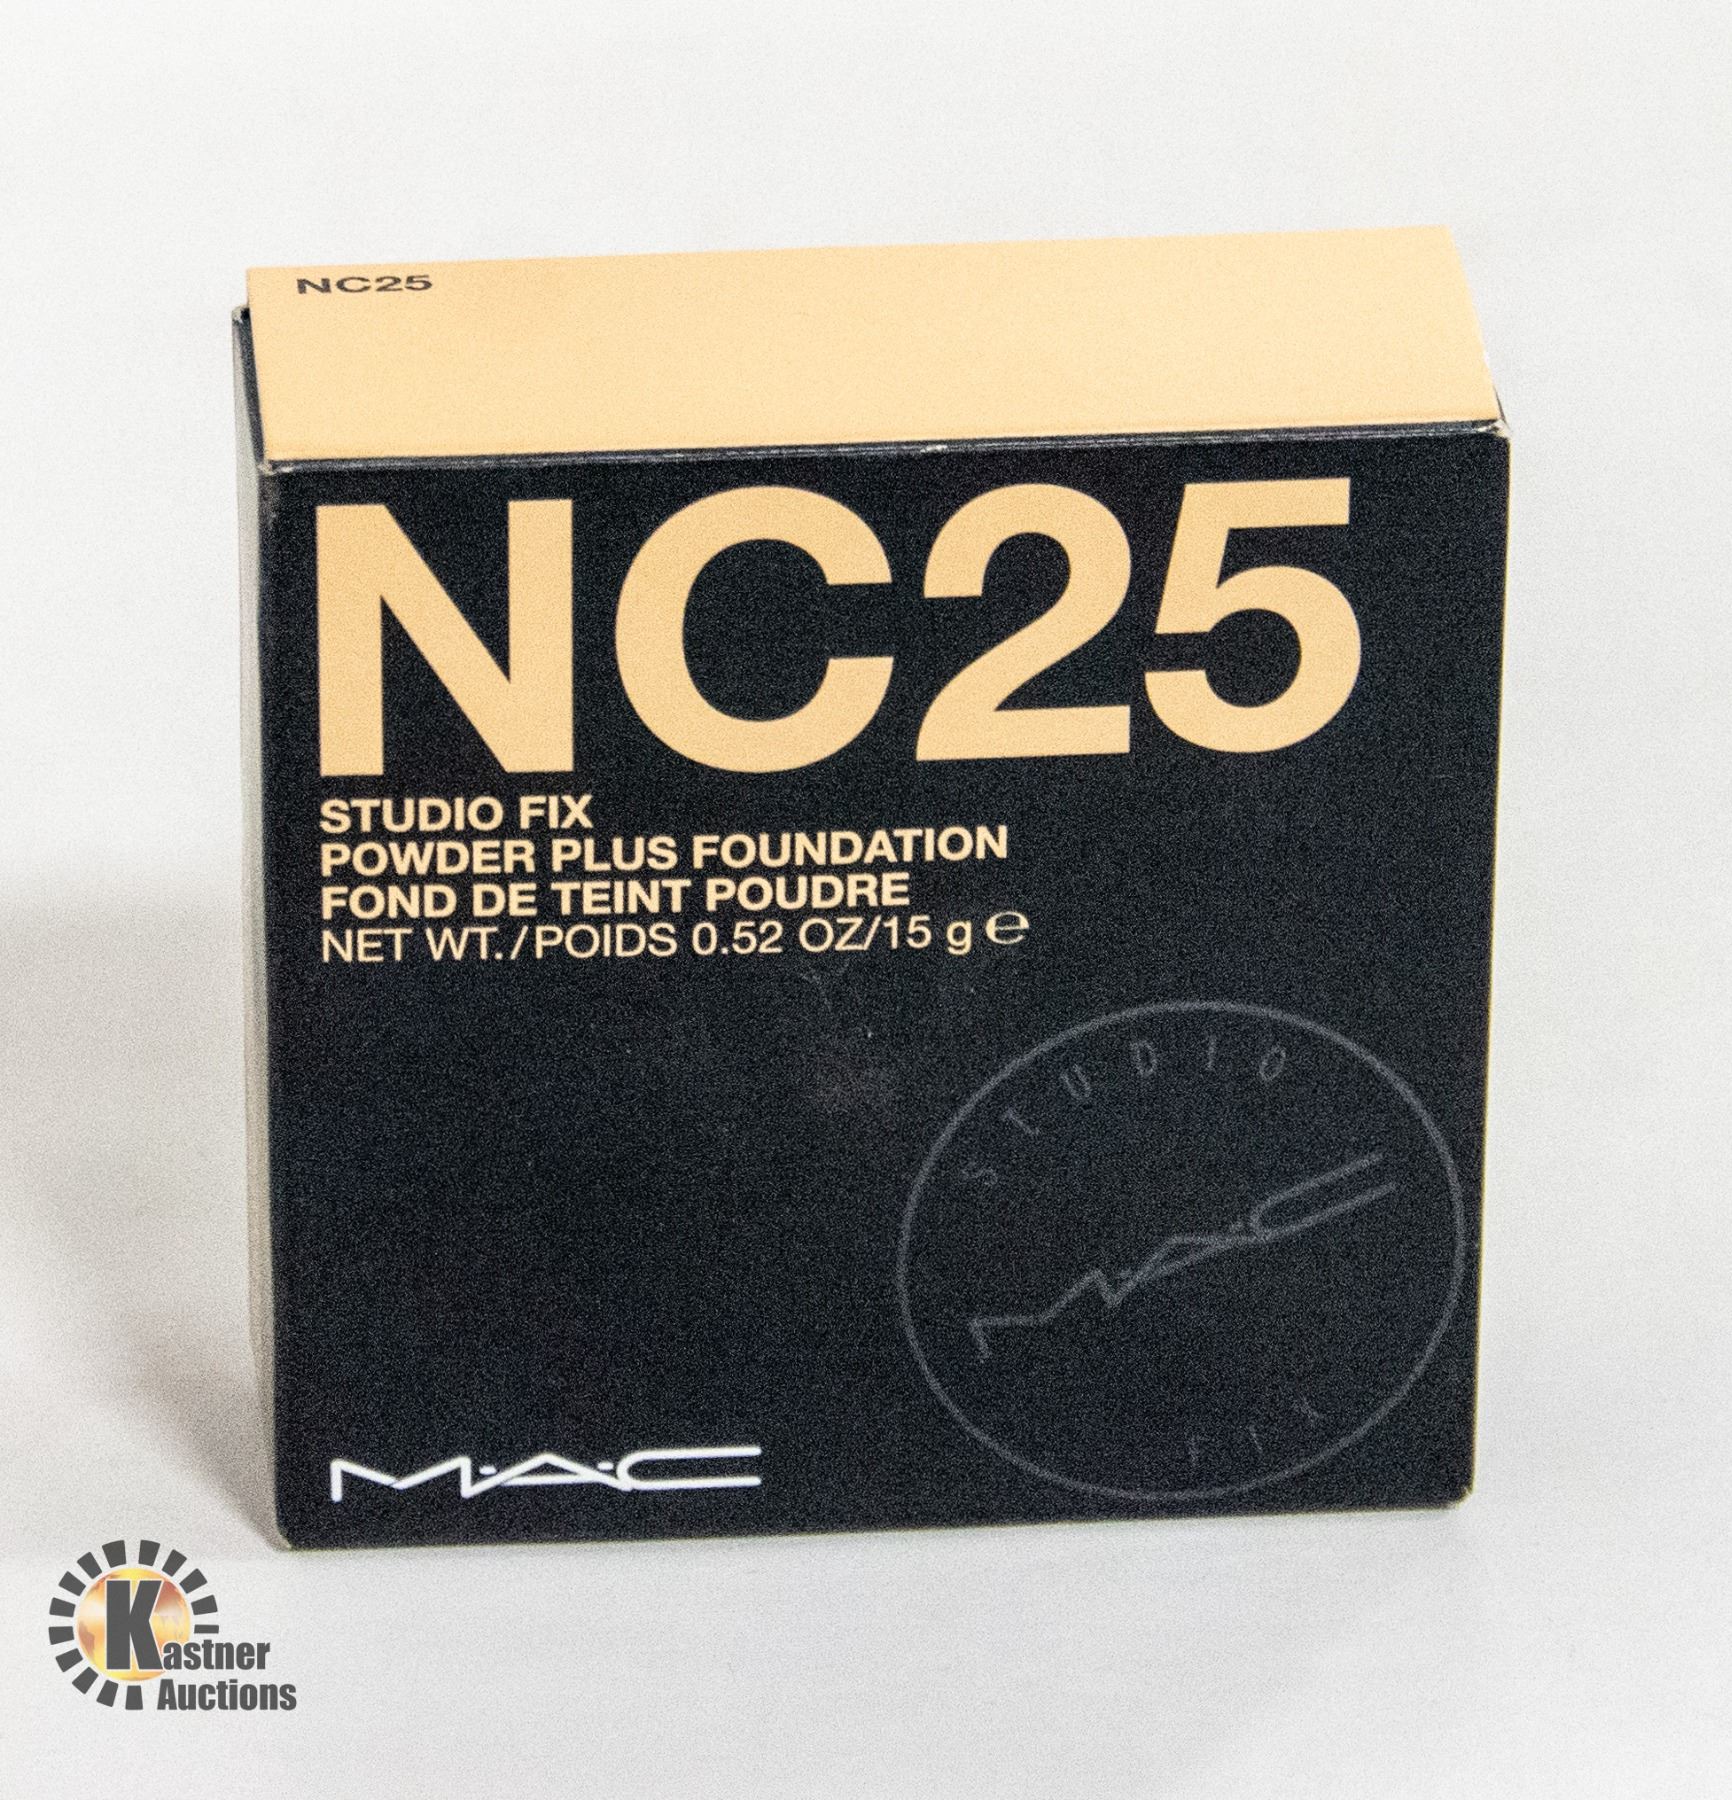 NC25
NC25
STUDIO FIX
POWDER PLUS FOUNDATION
FOND DE TEINT POUDRE
NET WT./POIDS 0.52 OZ/15 g ℮
STUDIO
M·A·C
FIX
M·A·C
Kastner
Auctions